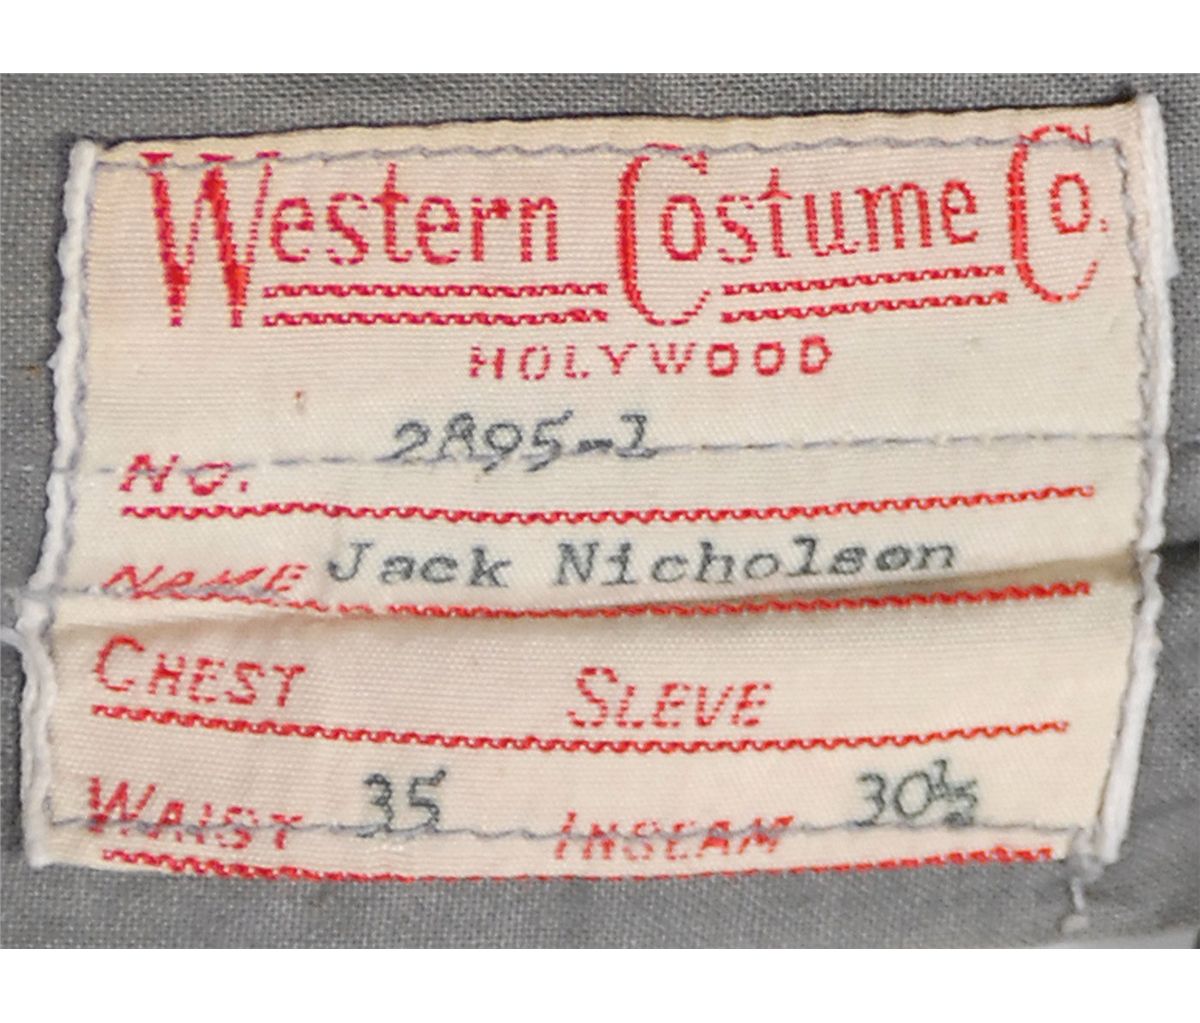 Western Costume Co.
HOLYWOOD
NO. 2895-1
NAME Jack Nicholson
CHEST SLEVE
WAIST 35 INSEAM 30½